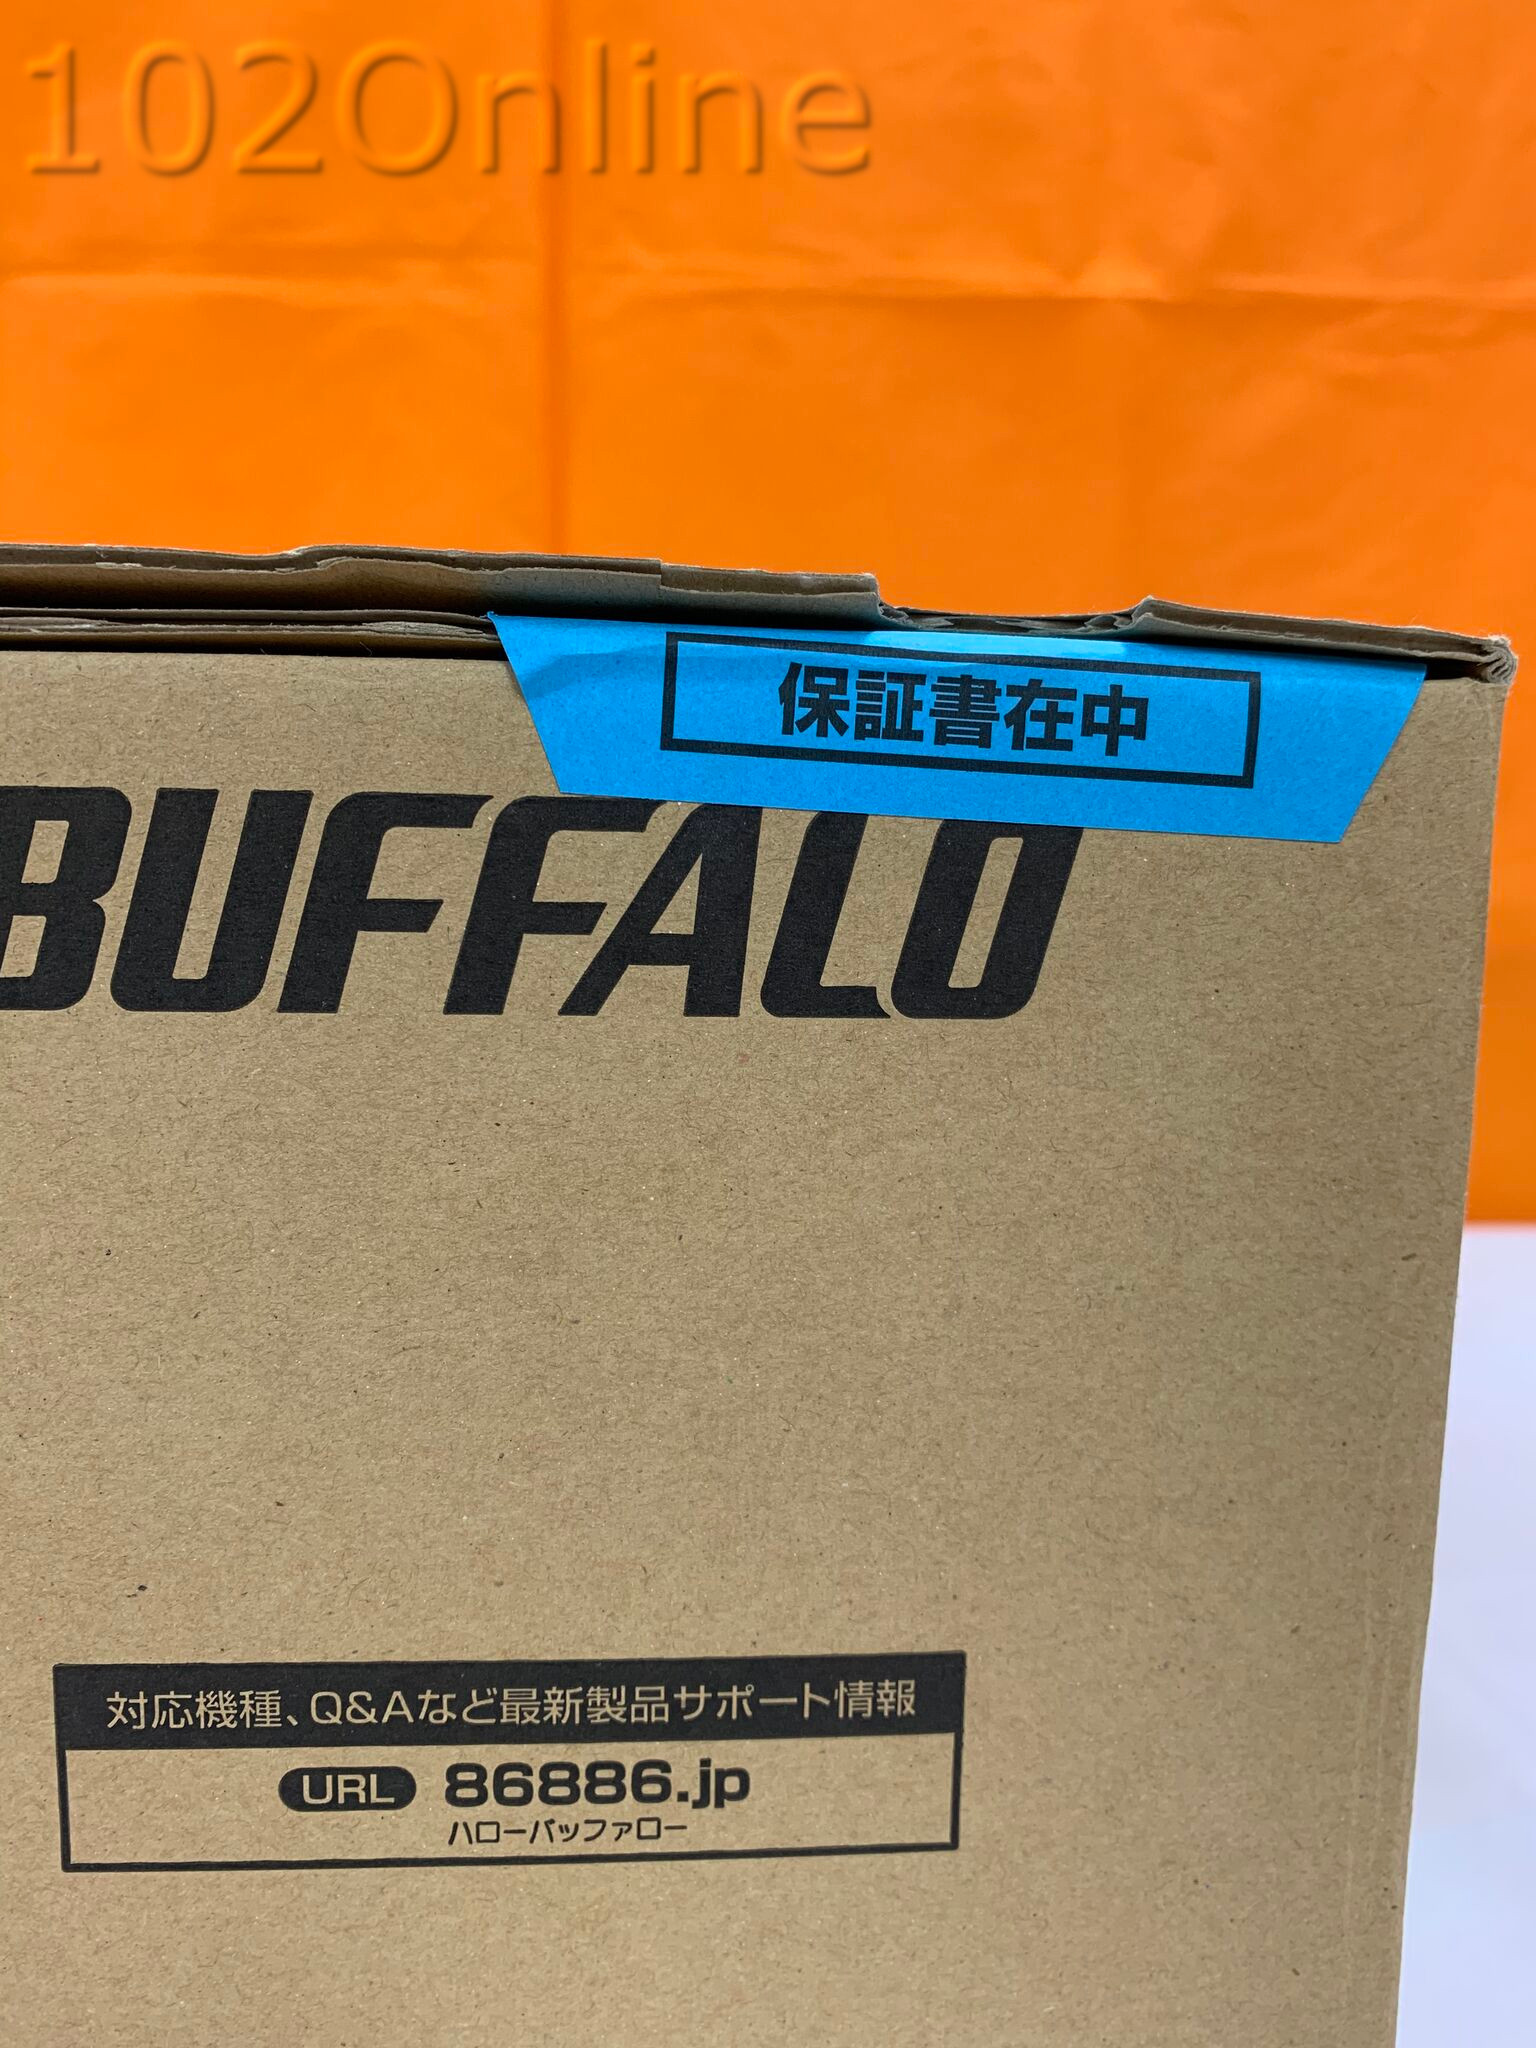 102Online
保証書在中
BUFFALO
対応機種、Q&Aなど最新製品サポート情報
URL 86886.jp
ハローバッファロー